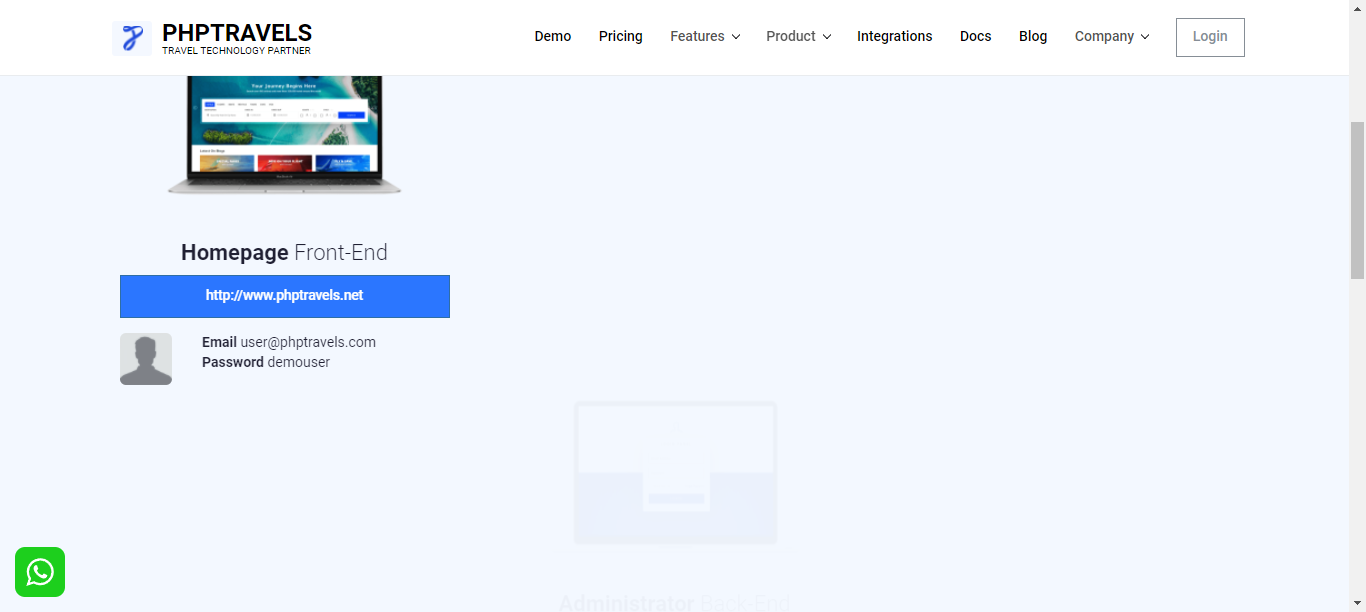 PHPTRAVELS
TRAVEL TECHNOLOGY PARTNER
Demo Pricing Features Product Integrations Docs Blog Company Login
Your Journey Begins Here
Homepage Front-End
http://www.phptravels.net
Email user@phptravels.com
Password demouser
Administrator Back-End